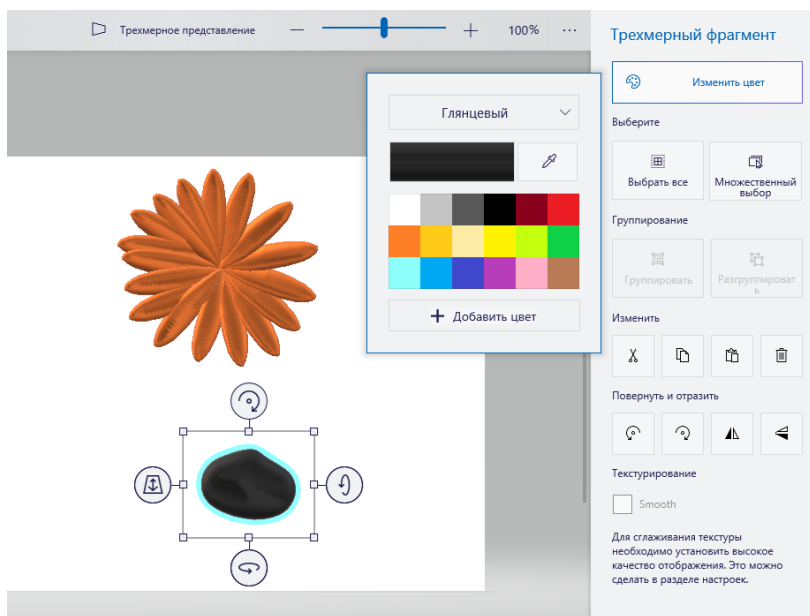 Трехмерное представление
100%
Трехмерный фрагмент
Изменить цвет
Глянцевый
Добавить цвет
Выберите
Выбрать все
Множественный
выбор
Группирование
Группировать
Разгруппироват
ь
Изменить
Повернуть и отразить
Текстурирование
Smooth
Для сглаживания текстуры
необходимо установить высокое
качество отображения. Это можно
сделать в разделе настроек.